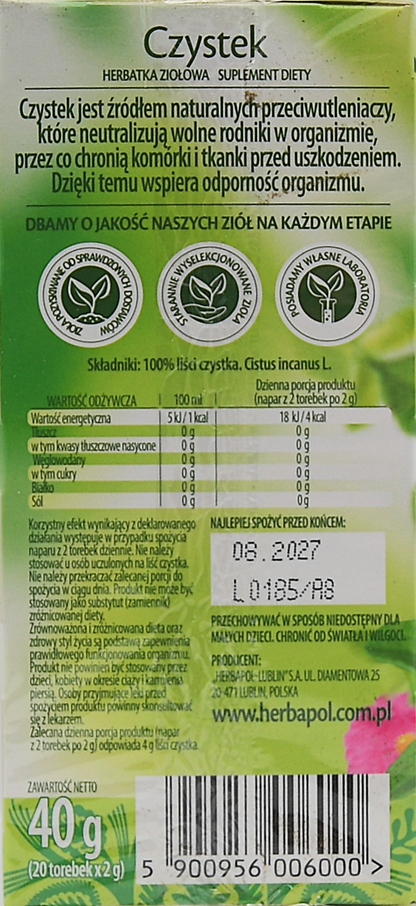 Czystek
HERBATKA ZIOŁOWA SUPLEMENT DIETY
Czystek jest źródłem naturalnych przeciwutleniaczy,
które neutralizują wolne rodniki w organizmie,
przez co chronią komórki i tkanki przed uszkodzeniem.
Dzięki temu wspiera odporność organizmu.
DBAMY O JAKOŚĆ NASZYCH ZIÓŁ NA KAŻDYM ETAPIE
ZIOŁA POZYSKIWANE OD SPRAWDZONYCH DOSTAWCÓW
STARANNIE WYSELEKCJONOWANE ZIOŁA
POSIADAMY WŁASNE LABORATORIA
Składniki: 100% liści czystka. Cistus incanus L.
WARTOŚĆ ODŻYWCZA 100 ml Dzienna porcja produktu
(napar z 2 torebek po 2 g)
Wartość energetyczna 5 kJ/1 kcal 18 kJ/4 kcal
Tłuszcz 0 g 0 g
w tym kwasy tłuszczowe nasycone 0 g 0 g
Węglowodany 0 g 0 g
w tym cukry 0 g 0 g
Białko 0 g 0 g
Sól 0 g 0 g
Korzystny efekt wynikający z deklarowanego
działania występuje w przypadku spożycia
naparu z 2 torebek dziennie. Nie należy
stosować u osób uczulonych na liść czystka.
Nie należy przekraczać zalecanej porcji do
spożycia w ciągu dnia. Produkt nie może być
stosowany jako substytut (zamiennik)
zróżnicowanej diety.
Zrównoważona i zróżnicowana dieta oraz
zdrowy styl życia są podstawą zapewnienia
prawidłowego funkcjonowania organizmu.
Produkt nie powinien być stosowany przez
dzieci, kobiety w okresie ciąży i karmienia
piersią. Osoby przyjmujące leki przed
spożyciem produktu powinny skonsultować
się z lekarzem.
Zalecana dzienna porcja produktu (napar
z 2 torebek po 2 g) odpowiada 4 g liści czystka.
NAJLEPIEJ SPOŻYĆ PRZED KOŃCEM:
08.2027
L0185/A8
PRZECHOWYWAĆ W SPOSÓB NIEDOSTĘPNY DLA
MAŁYCH DZIECI. CHRONIĆ OD ŚWIATŁA I WILGOCI.
PRODUCENT:
„HERBAPOL-LUBLIN” S.A. UL. DIAMENTOWA 25
20-471 LUBLIN, POLSKA
www.herbapol.com.pl
ZAWARTOŚĆ NETTO
40 g
(20 torebek x 2 g)
5 900956 006000 >